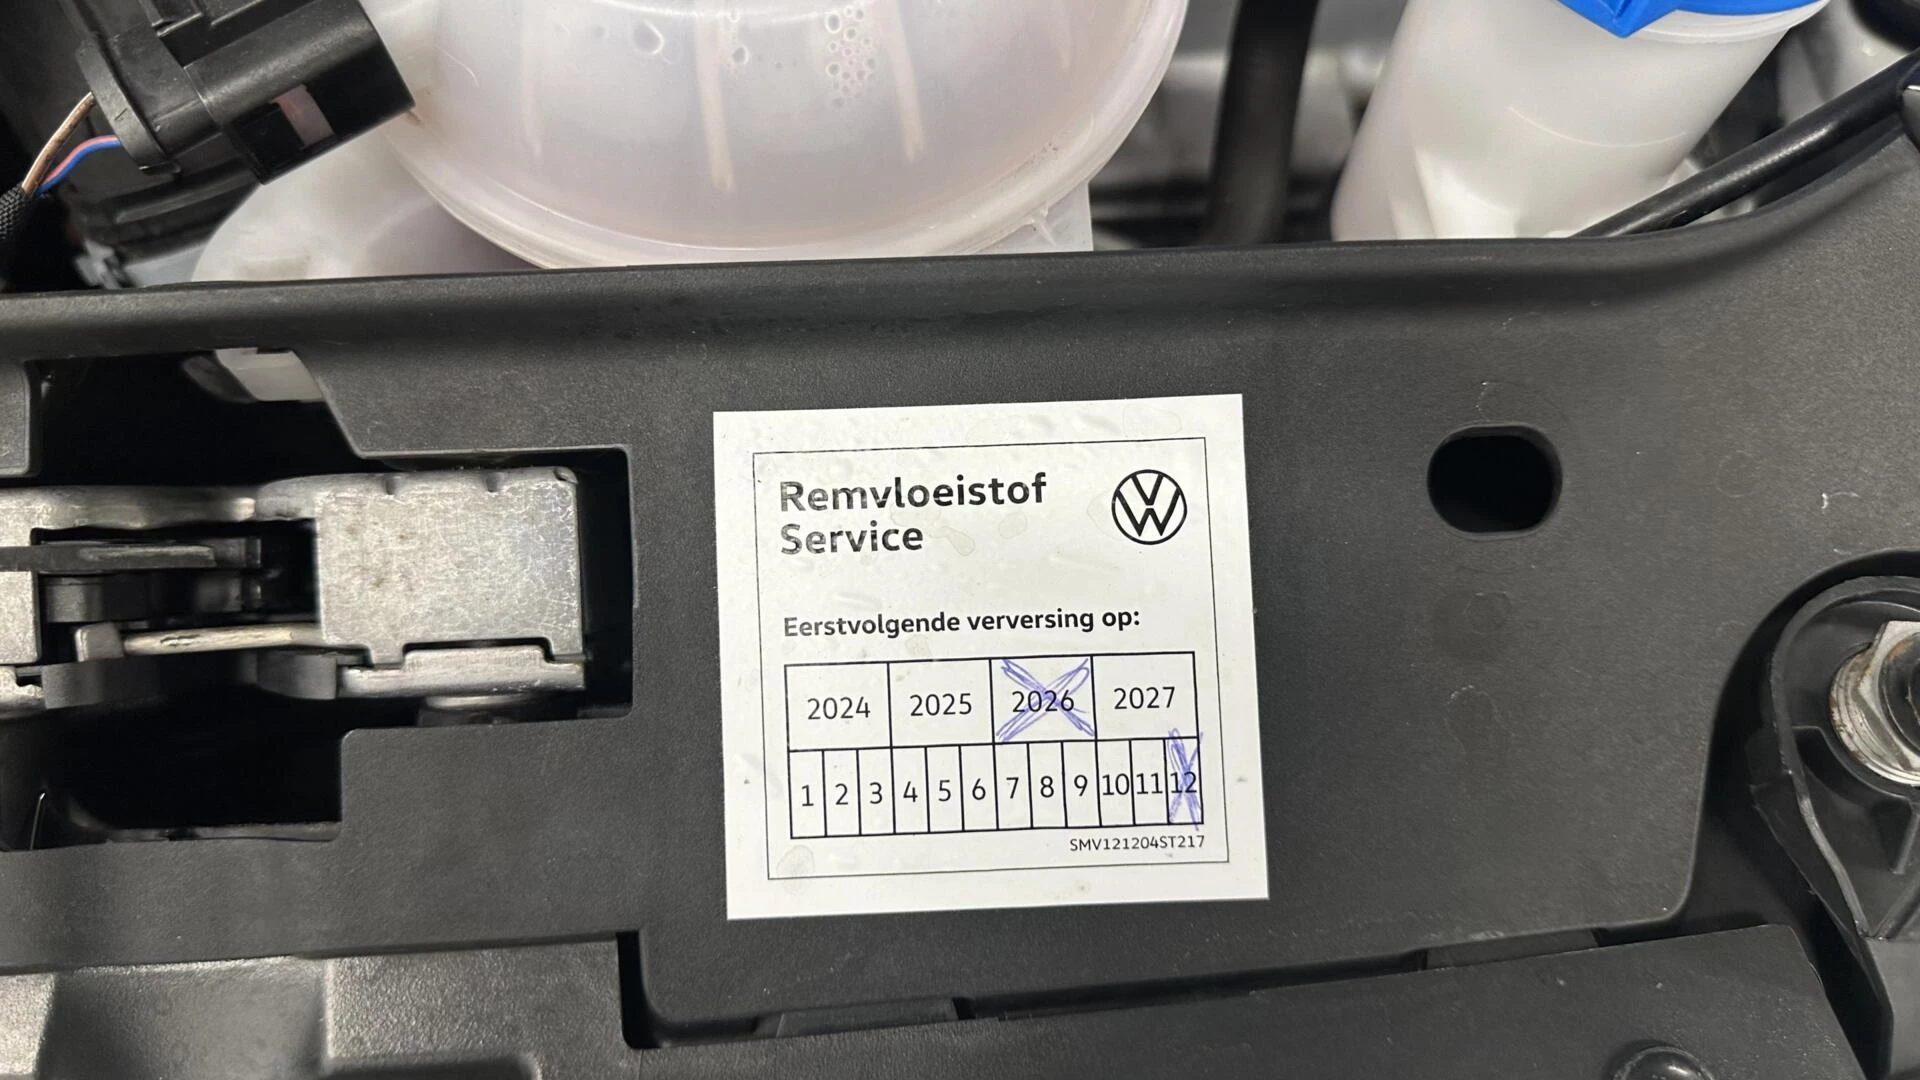 Remvloeistof
Service
Eerstvolgende verversing op:
2024 2025 2026 2027
1 2 3 4 5 6 7 8 9 10 11 12
SMV121204ST217